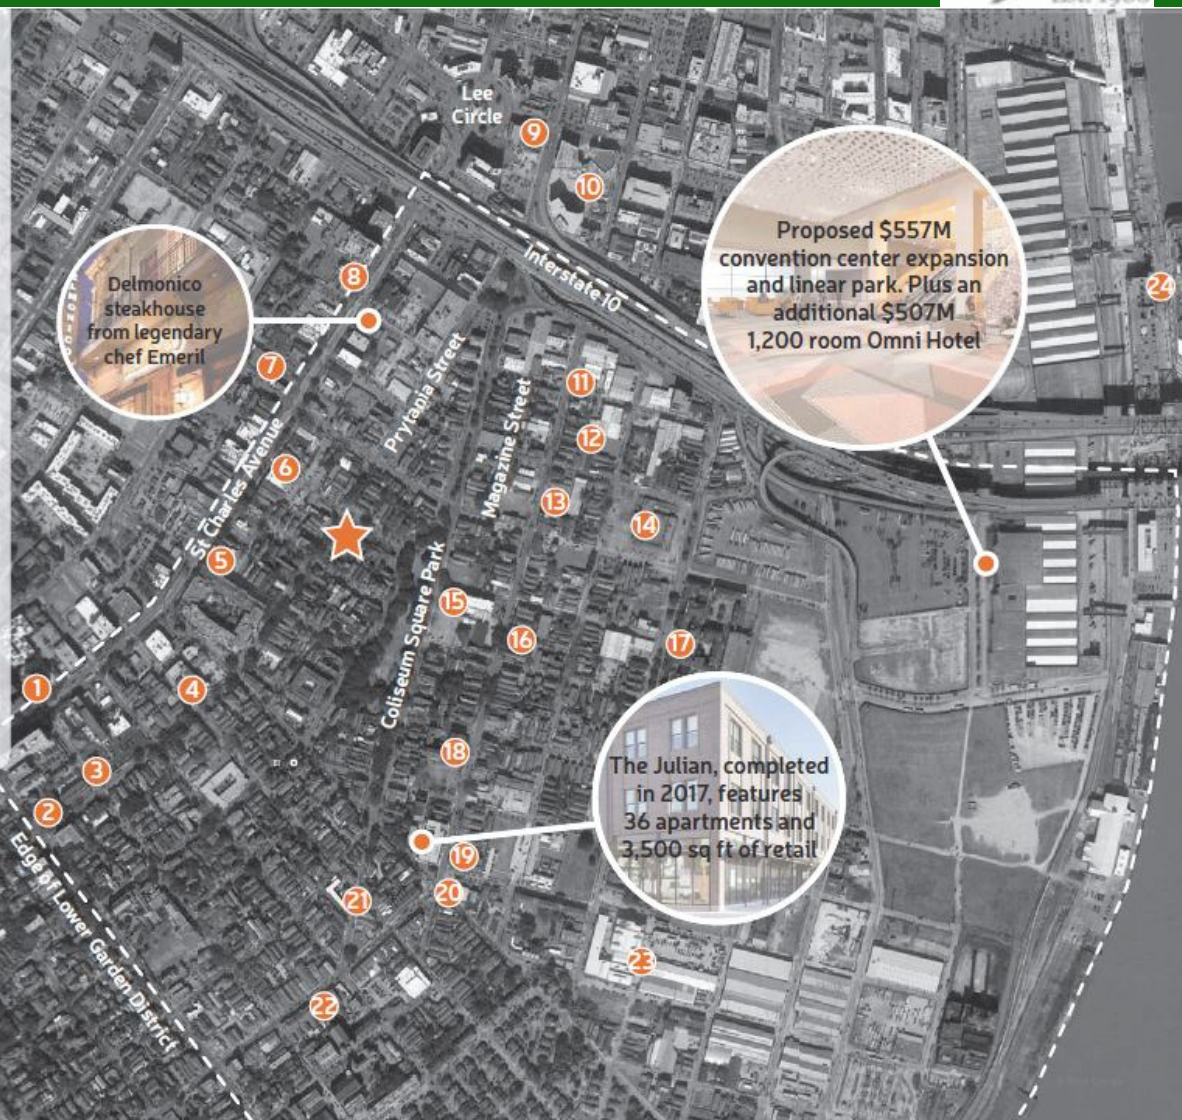 Lee
Circle
9
10
Proposed $557M
convention center expansion
and linear park. Plus an
additional $507M
1,200 room Omni Hotel
24
Interstate 10
Delmonico
steakhouse
from legendary
chef Emeril
8
7
Prytania Street
11
Magazine Street
12
St Charles Avenue
6
13
14
5
Coliseum Square Park
15
16
17
1
4
18
3
2
The Julian, completed
in 2017, features
36 apartments and
3,500 sq ft of retail
19
20
21
Edge of Lower Garden District
23
22